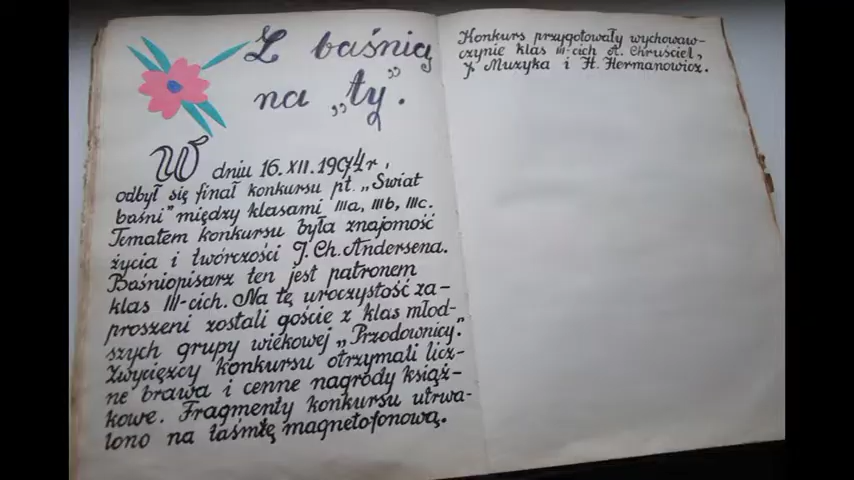 Z baśnią
na „ty”.
W dniu 16.XII.1974r.
odbył się finał konkursu pt. „Świat
baśni” między klasami IIIa, IIIb, IIIc.
Tematem konkursu była znajomość
życia i twórczości J. Ch. Andersena.
Baśniopisarz ten jest patronem
klas III-cich. Na tę uroczystość za-
proszeni zostali goście z klas młod-
szych grupy wiekowej „Przodownicy.”
Zwycięzcy konkursu otrzymali licz-
ne brawa i cenne nagrody książ-
kowe. Fragmenty konkursu utrwa-
lono na taśmę magnetofonową.
Konkurs przygotowały wychowaw-
czynie klas III-cich A. Chruściel,
J. Muzyka i H. Hermanowicz.